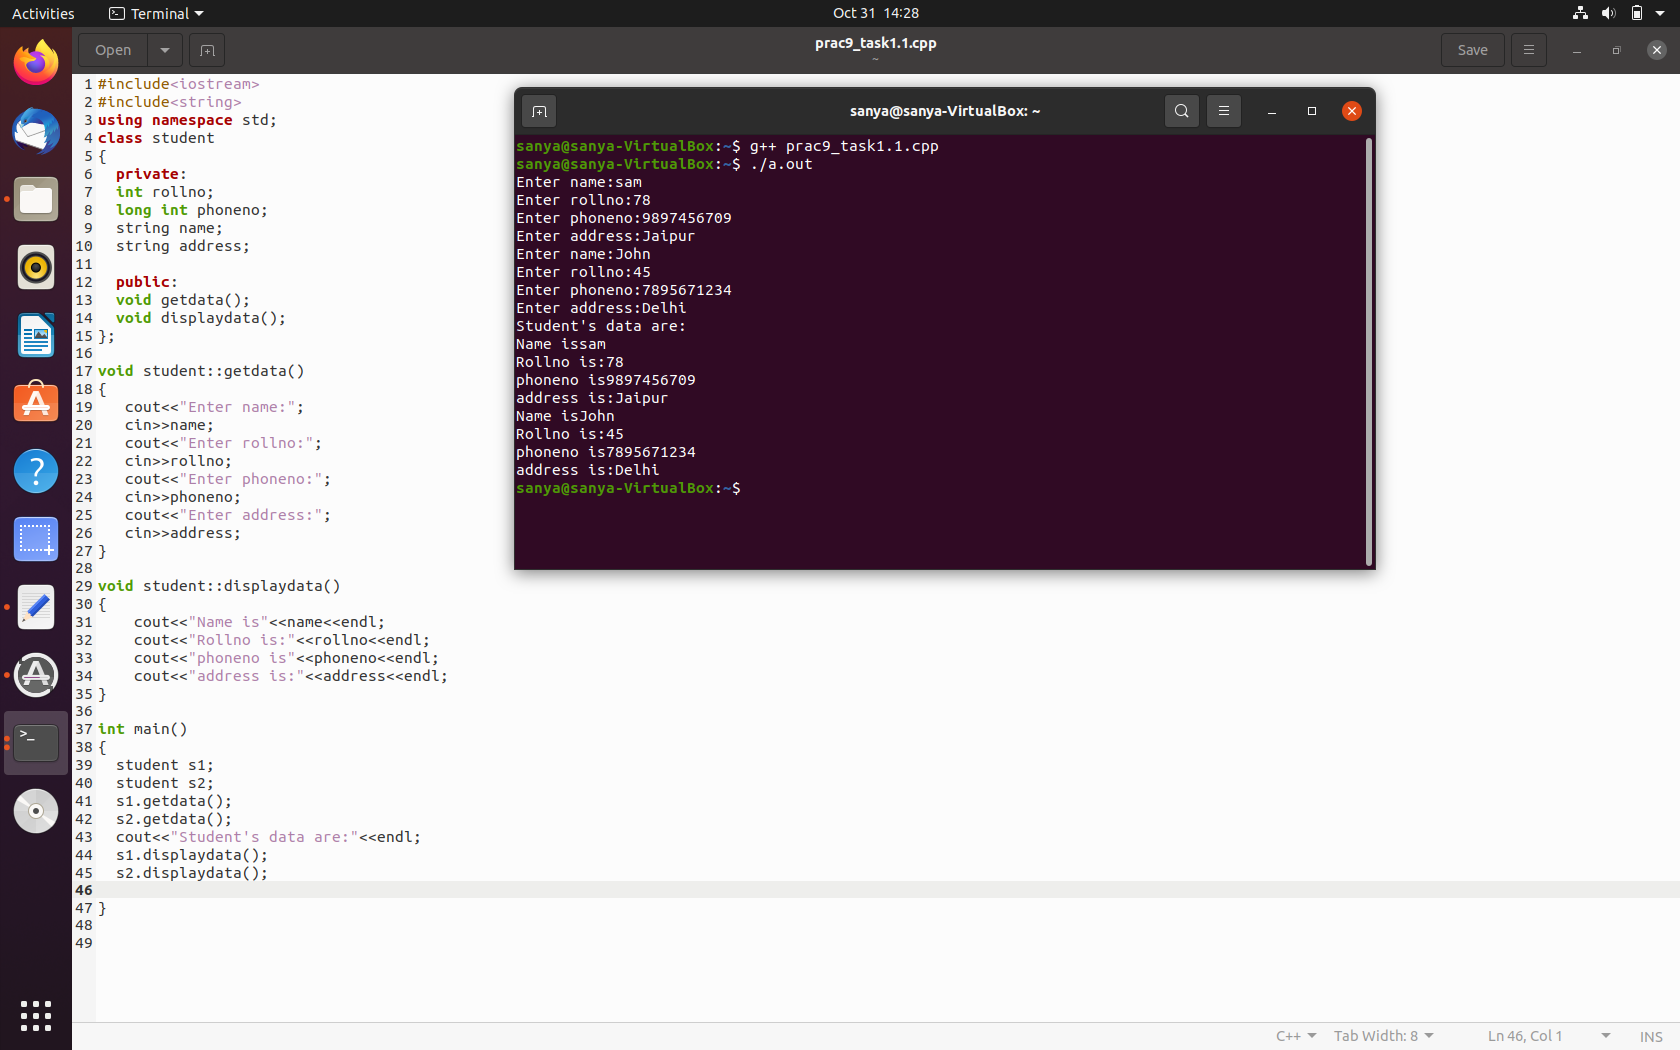 Activities Terminal Oct 31 14:28
Open prac9_task1.1.cpp Save
~
1 #include<iostream>
2 #include<string>
3 using namespace std;
4 class student
5 {
6   private:
7   int rollno;
8   long int phoneno;
9   string name;
10   string address;
11
12   public:
13   void getdata();
14   void displaydata();
15 };
16
17 void student::getdata()
18 {
19    cout<<"Enter name:";
20    cin>>name;
21    cout<<"Enter rollno:";
22    cin>>rollno;
23    cout<<"Enter phoneno:";
24    cin>>phoneno;
25    cout<<"Enter address:";
26    cin>>address;
27 }
28
29 void student::displaydata()
30 {
31     cout<<"Name is"<<name<<endl;
32     cout<<"Rollno is:"<<rollno<<endl;
33     cout<<"phoneno is"<<phoneno<<endl;
34     cout<<"address is:"<<address<<endl;
35 }
36
37 int main()
38 {
39   student s1;
40   student s2;
41   s1.getdata();
42   s2.getdata();
43   cout<<"Student's data are:"<<endl;
44   s1.displaydata();
45   s2.displaydata();
46
47 }
48
49
sanya@sanya-VirtualBox: ~
sanya@sanya-VirtualBox:~$ g++ prac9_task1.1.cpp
sanya@sanya-VirtualBox:~$ ./a.out
Enter name:sam
Enter rollno:78
Enter phoneno:9897456709
Enter address:Jaipur
Enter name:John
Enter rollno:45
Enter phoneno:7895671234
Enter address:Delhi
Student's data are:
Name issam
Rollno is:78
phoneno is9897456709
address is:Jaipur
Name isJohn
Rollno is:45
phoneno is7895671234
address is:Delhi
sanya@sanya-VirtualBox:~$
C++ Tab Width: 8 Ln 46, Col 1 INS